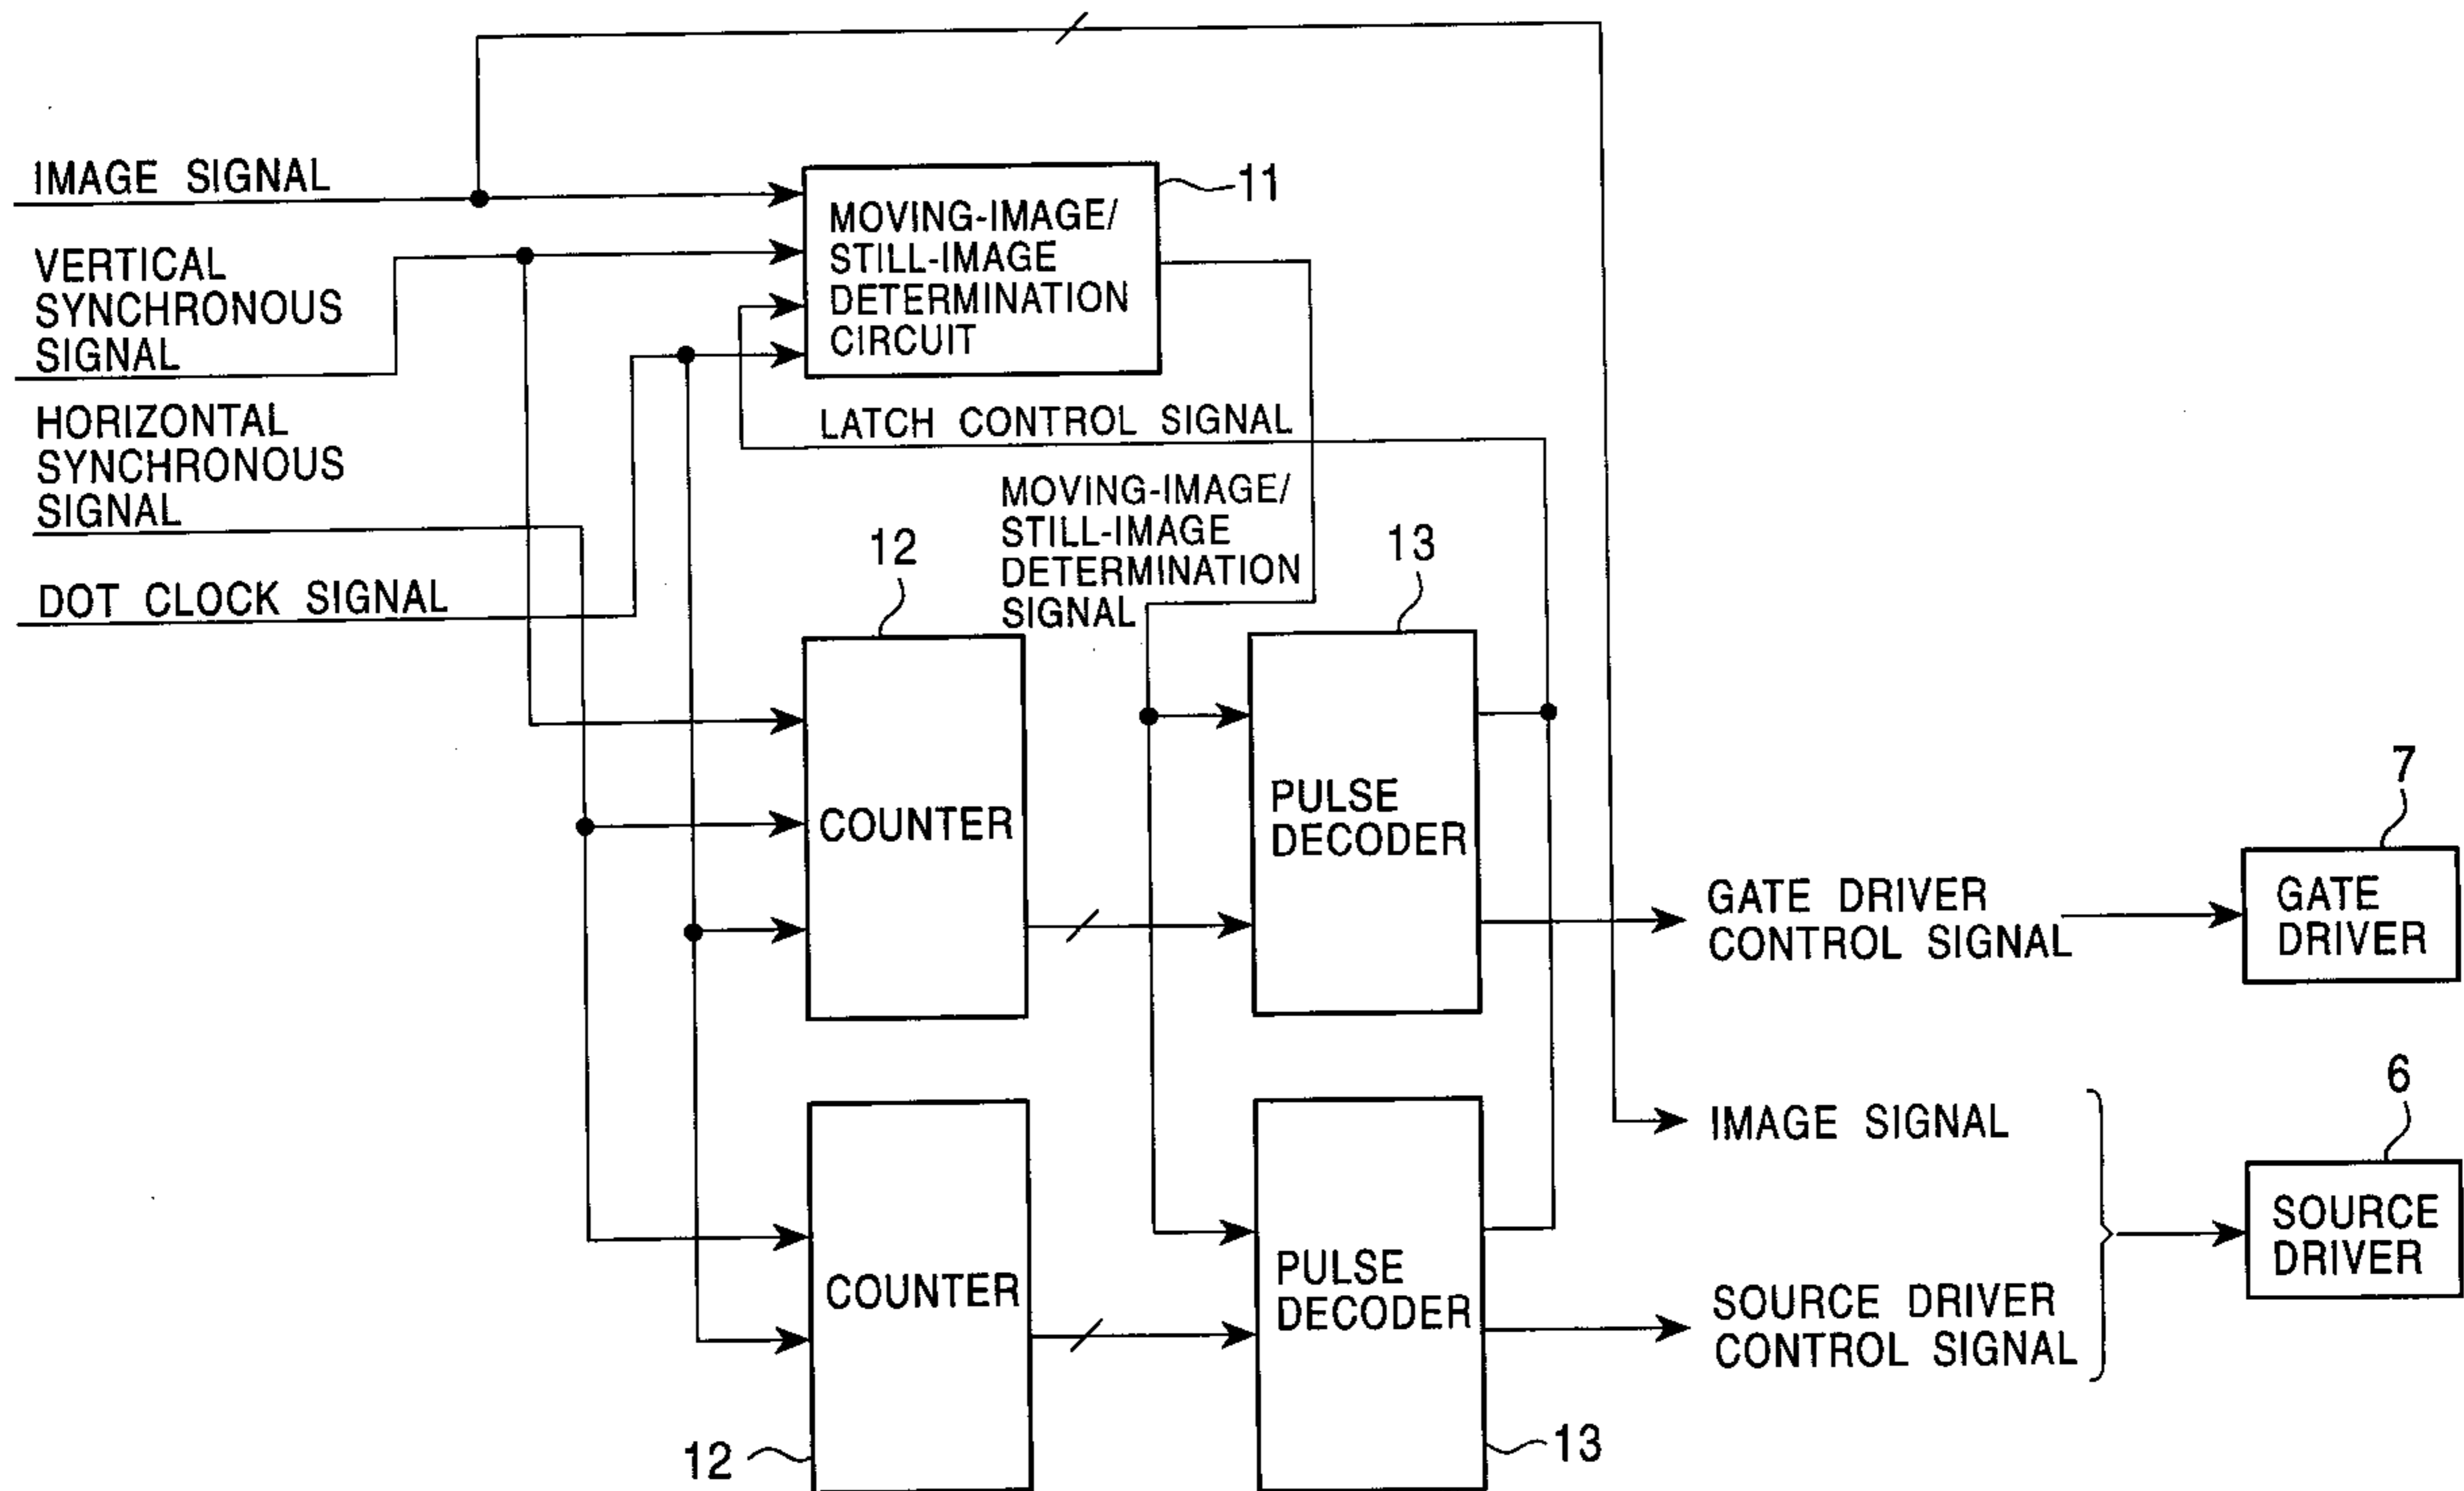 IMAGE SIGNAL
VERTICAL
SYNCHRONOUS
SIGNAL
HORIZONTAL
SYNCHRONOUS
SIGNAL
DOT CLOCK SIGNAL
MOVING-IMAGE/
STILL-IMAGE
DETERMINATION
CIRCUIT
11
LATCH CONTROL SIGNAL
MOVING-IMAGE/
STILL-IMAGE
DETERMINATION
SIGNAL
12
COUNTER
13
PULSE
DECODER
GATE DRIVER
CONTROL SIGNAL
7
GATE
DRIVER
COUNTER
12
PULSE
DECODER
13
IMAGE SIGNAL
SOURCE DRIVER
CONTROL SIGNAL
6
SOURCE
DRIVER